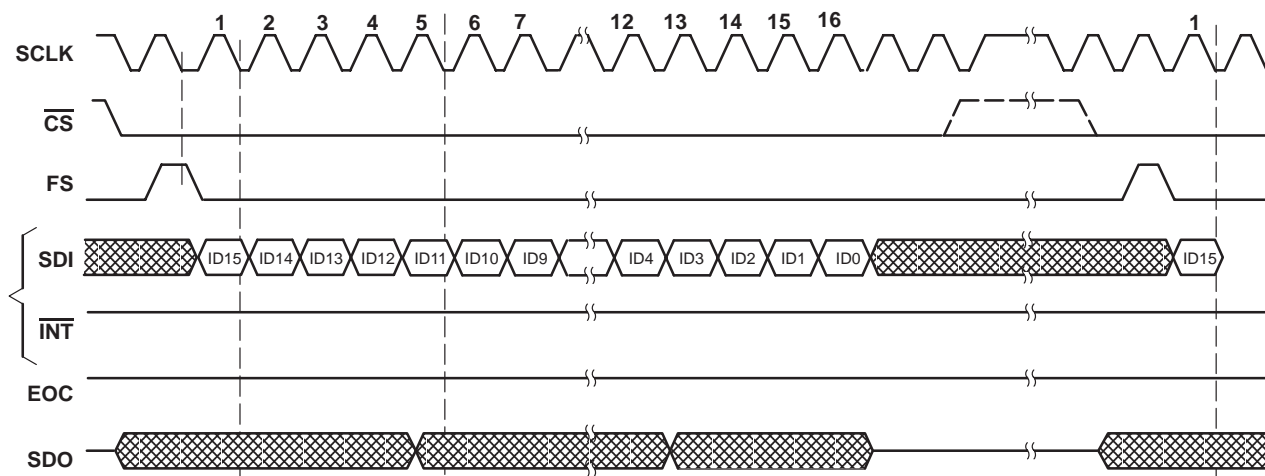 1 2 3 4 5 6 7 12 13 14 15 16 1
SCLK
CS
FS
SDI ID15 ID14 ID13 ID12 ID11 ID10 ID9 ID4 ID3 ID2 ID1 ID0 ID15
INT
EOC
SDO